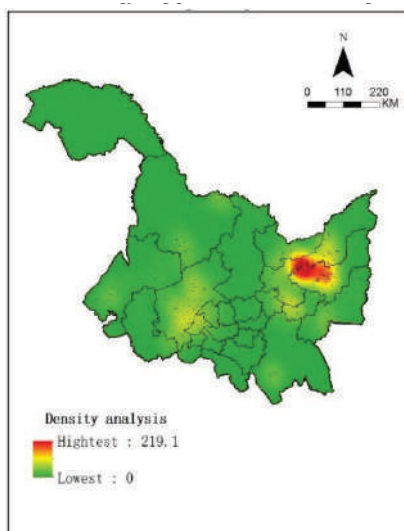 N
0 110 220
KM
Density analysis
Hightest : 219.1
Lowest : 0